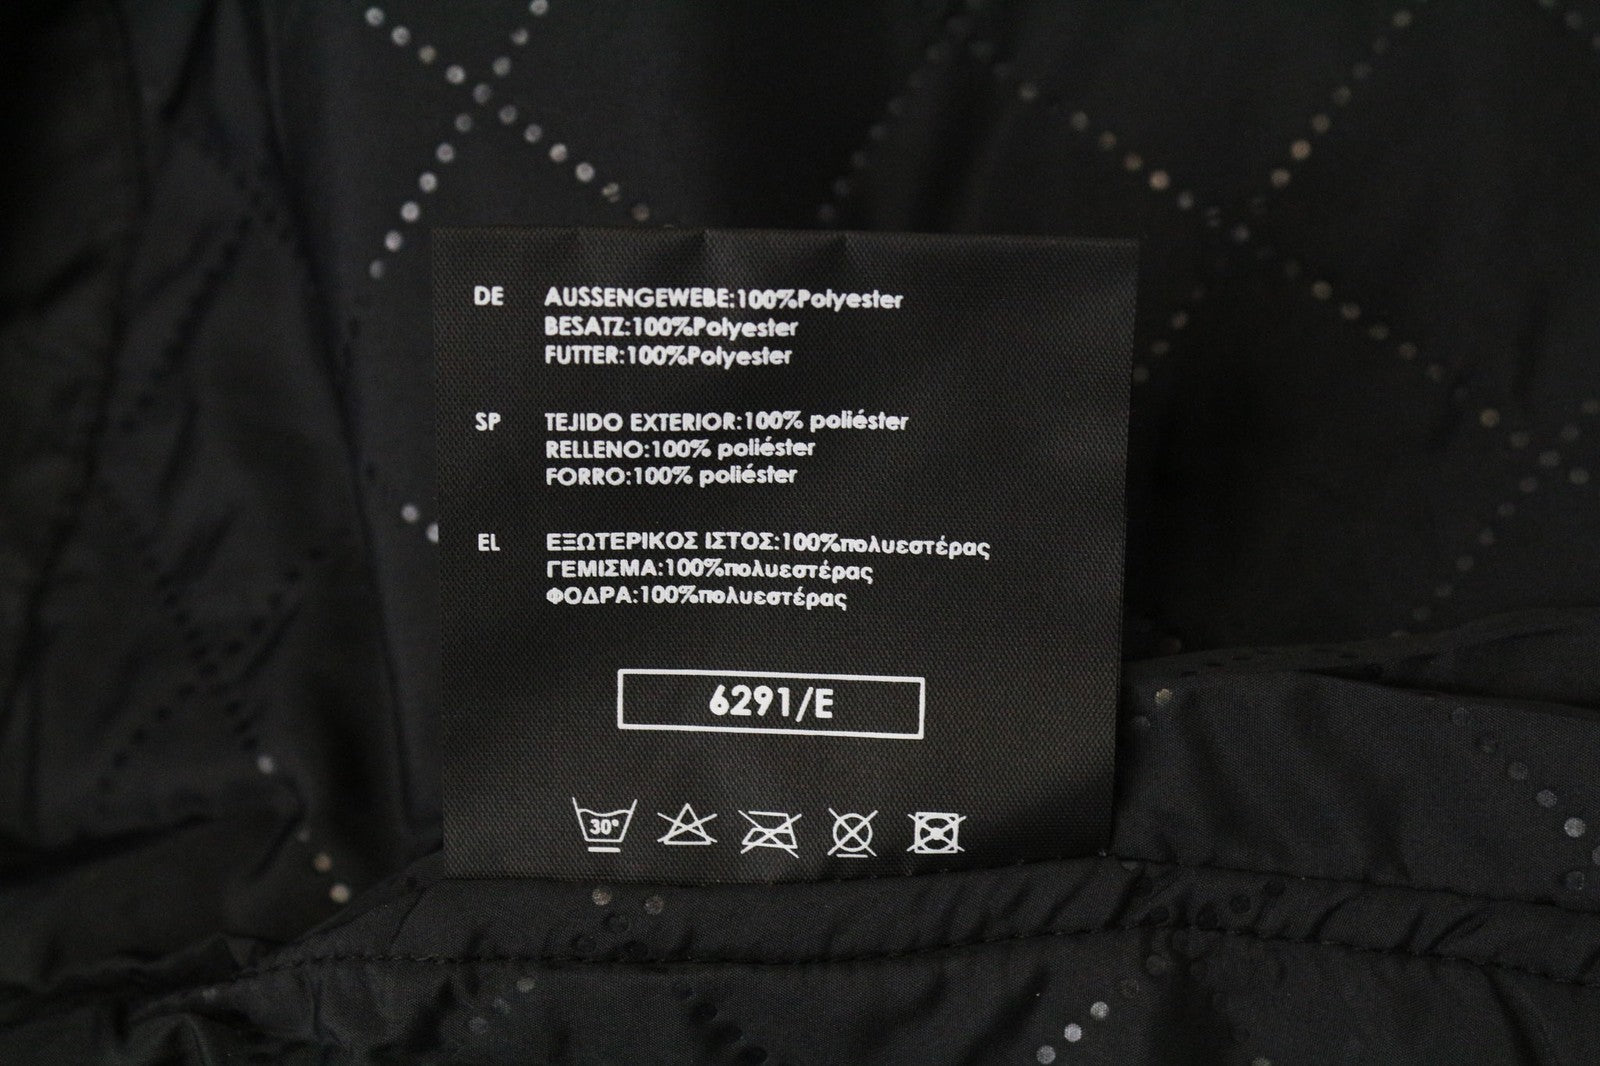 DE AUSSENGEWEBE:100%Polyester
BESATZ:100%Polyester
FUTTER:100%Polyester
SP TEJIDO EXTERIOR:100% poliéster
RELLENO:100% poliéster
FORRO:100% poliéster
EL ΕΞΩΤΕΡΙΚΟΣ ΙΣΤΟΣ:100%πολυεστέρας
ΓΕΜΙΣΜΑ:100%πολυεστέρας
ΦΟΔΡΑ:100%πολυεστέρας
6291/E
30°